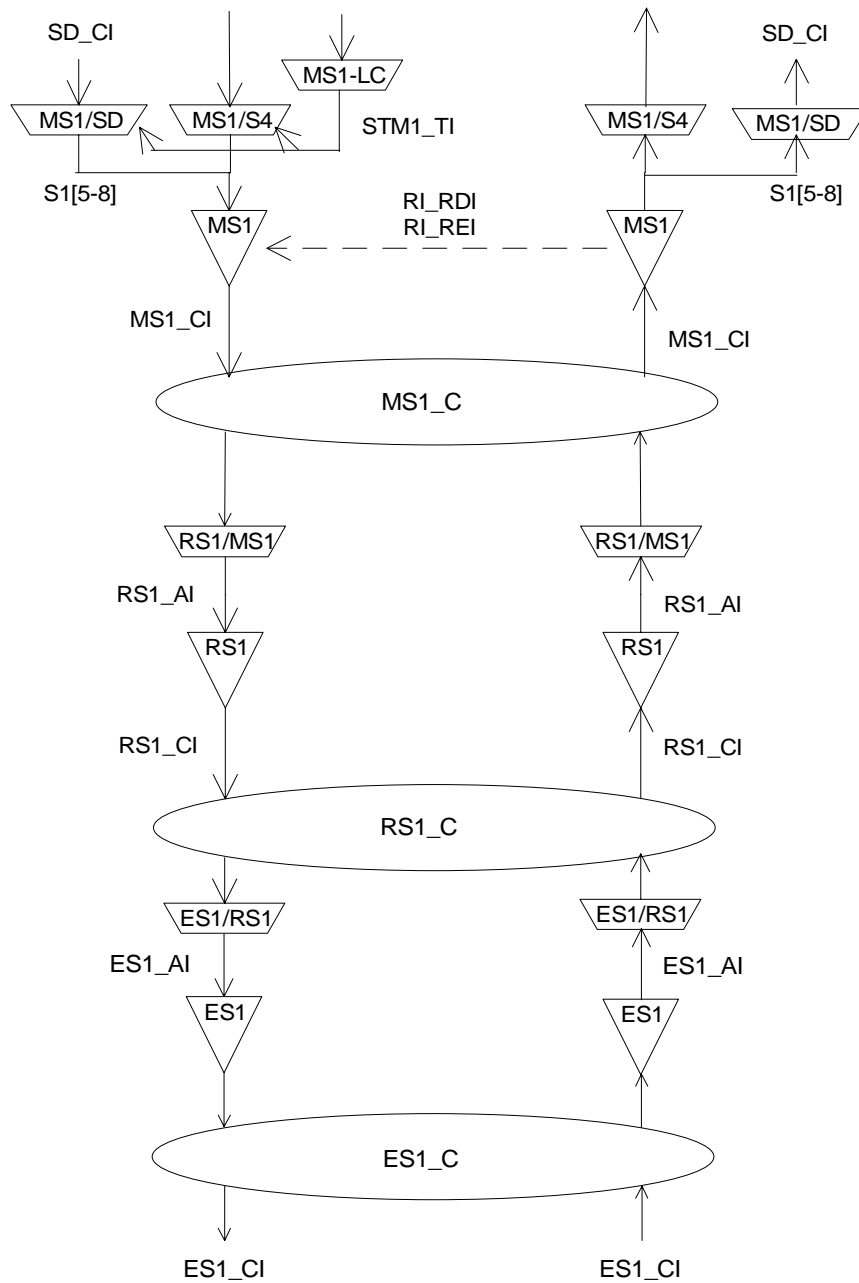 SD_CI
SD_CI
MS1-LC
MS1/SD
MS1/S4
STM1_TI
MS1/S4
MS1/SD
S1[5-8]
RI_RDI
RI_REI
S1[5-8]
MS1
MS1
MS1_CI
MS1_CI
MS1_C
RS1/MS1
RS1/MS1
RS1_AI
RS1_AI
RS1
RS1
RS1_CI
RS1_CI
RS1_C
ES1/RS1
ES1/RS1
ES1_AI
ES1_AI
ES1
ES1
ES1_C
ES1_CI
ES1_CI